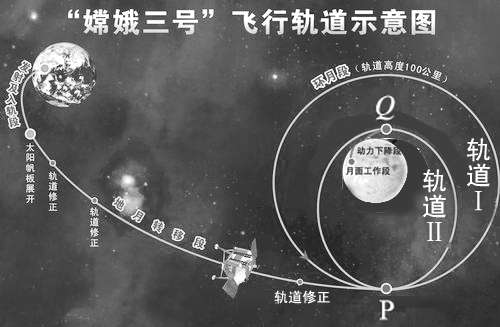 “嫦娥三号”飞行轨道示意图
发射及入轨段
太阳帆板展开
轨道修正
轨道修正
地月转移段
轨道修正
环月段（轨道高度100公里）
Q
动力下降段
月面工作段
轨道Ⅱ
轨道Ⅰ
P